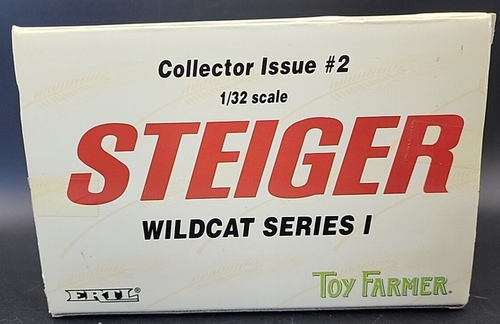 Collector Issue #2
1/32 scale
STEIGER
WILDCAT SERIES I
ERTL®
TOY FARMER®